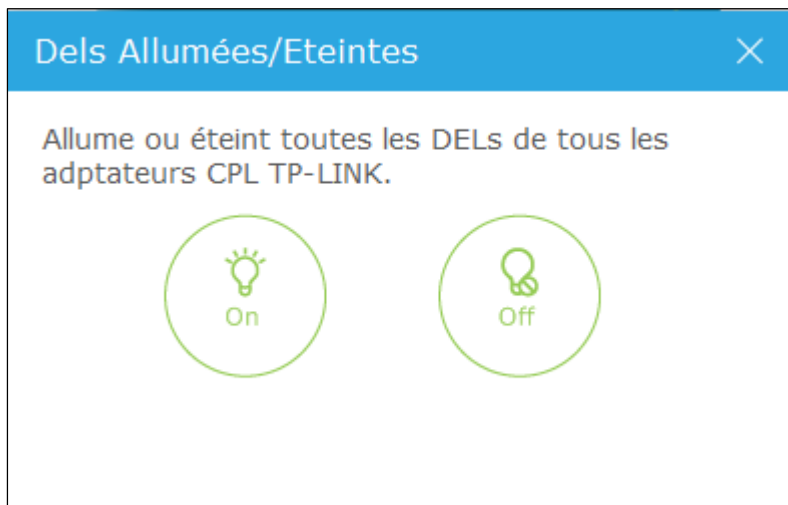 Dels Allumées/Eteintes
Allume ou éteint toutes les DELs de tous les
adptateurs CPL TP-LINK.
On
Off